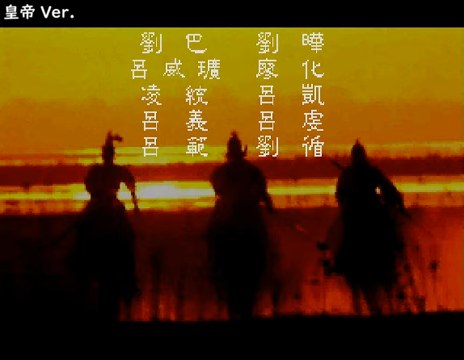 皇帝 Ver.
劉 巴 劉 曄
呂 威 璜 廖 化
凌 統 呂 凱
呂 義 呂 虔
呂 範 劉 循